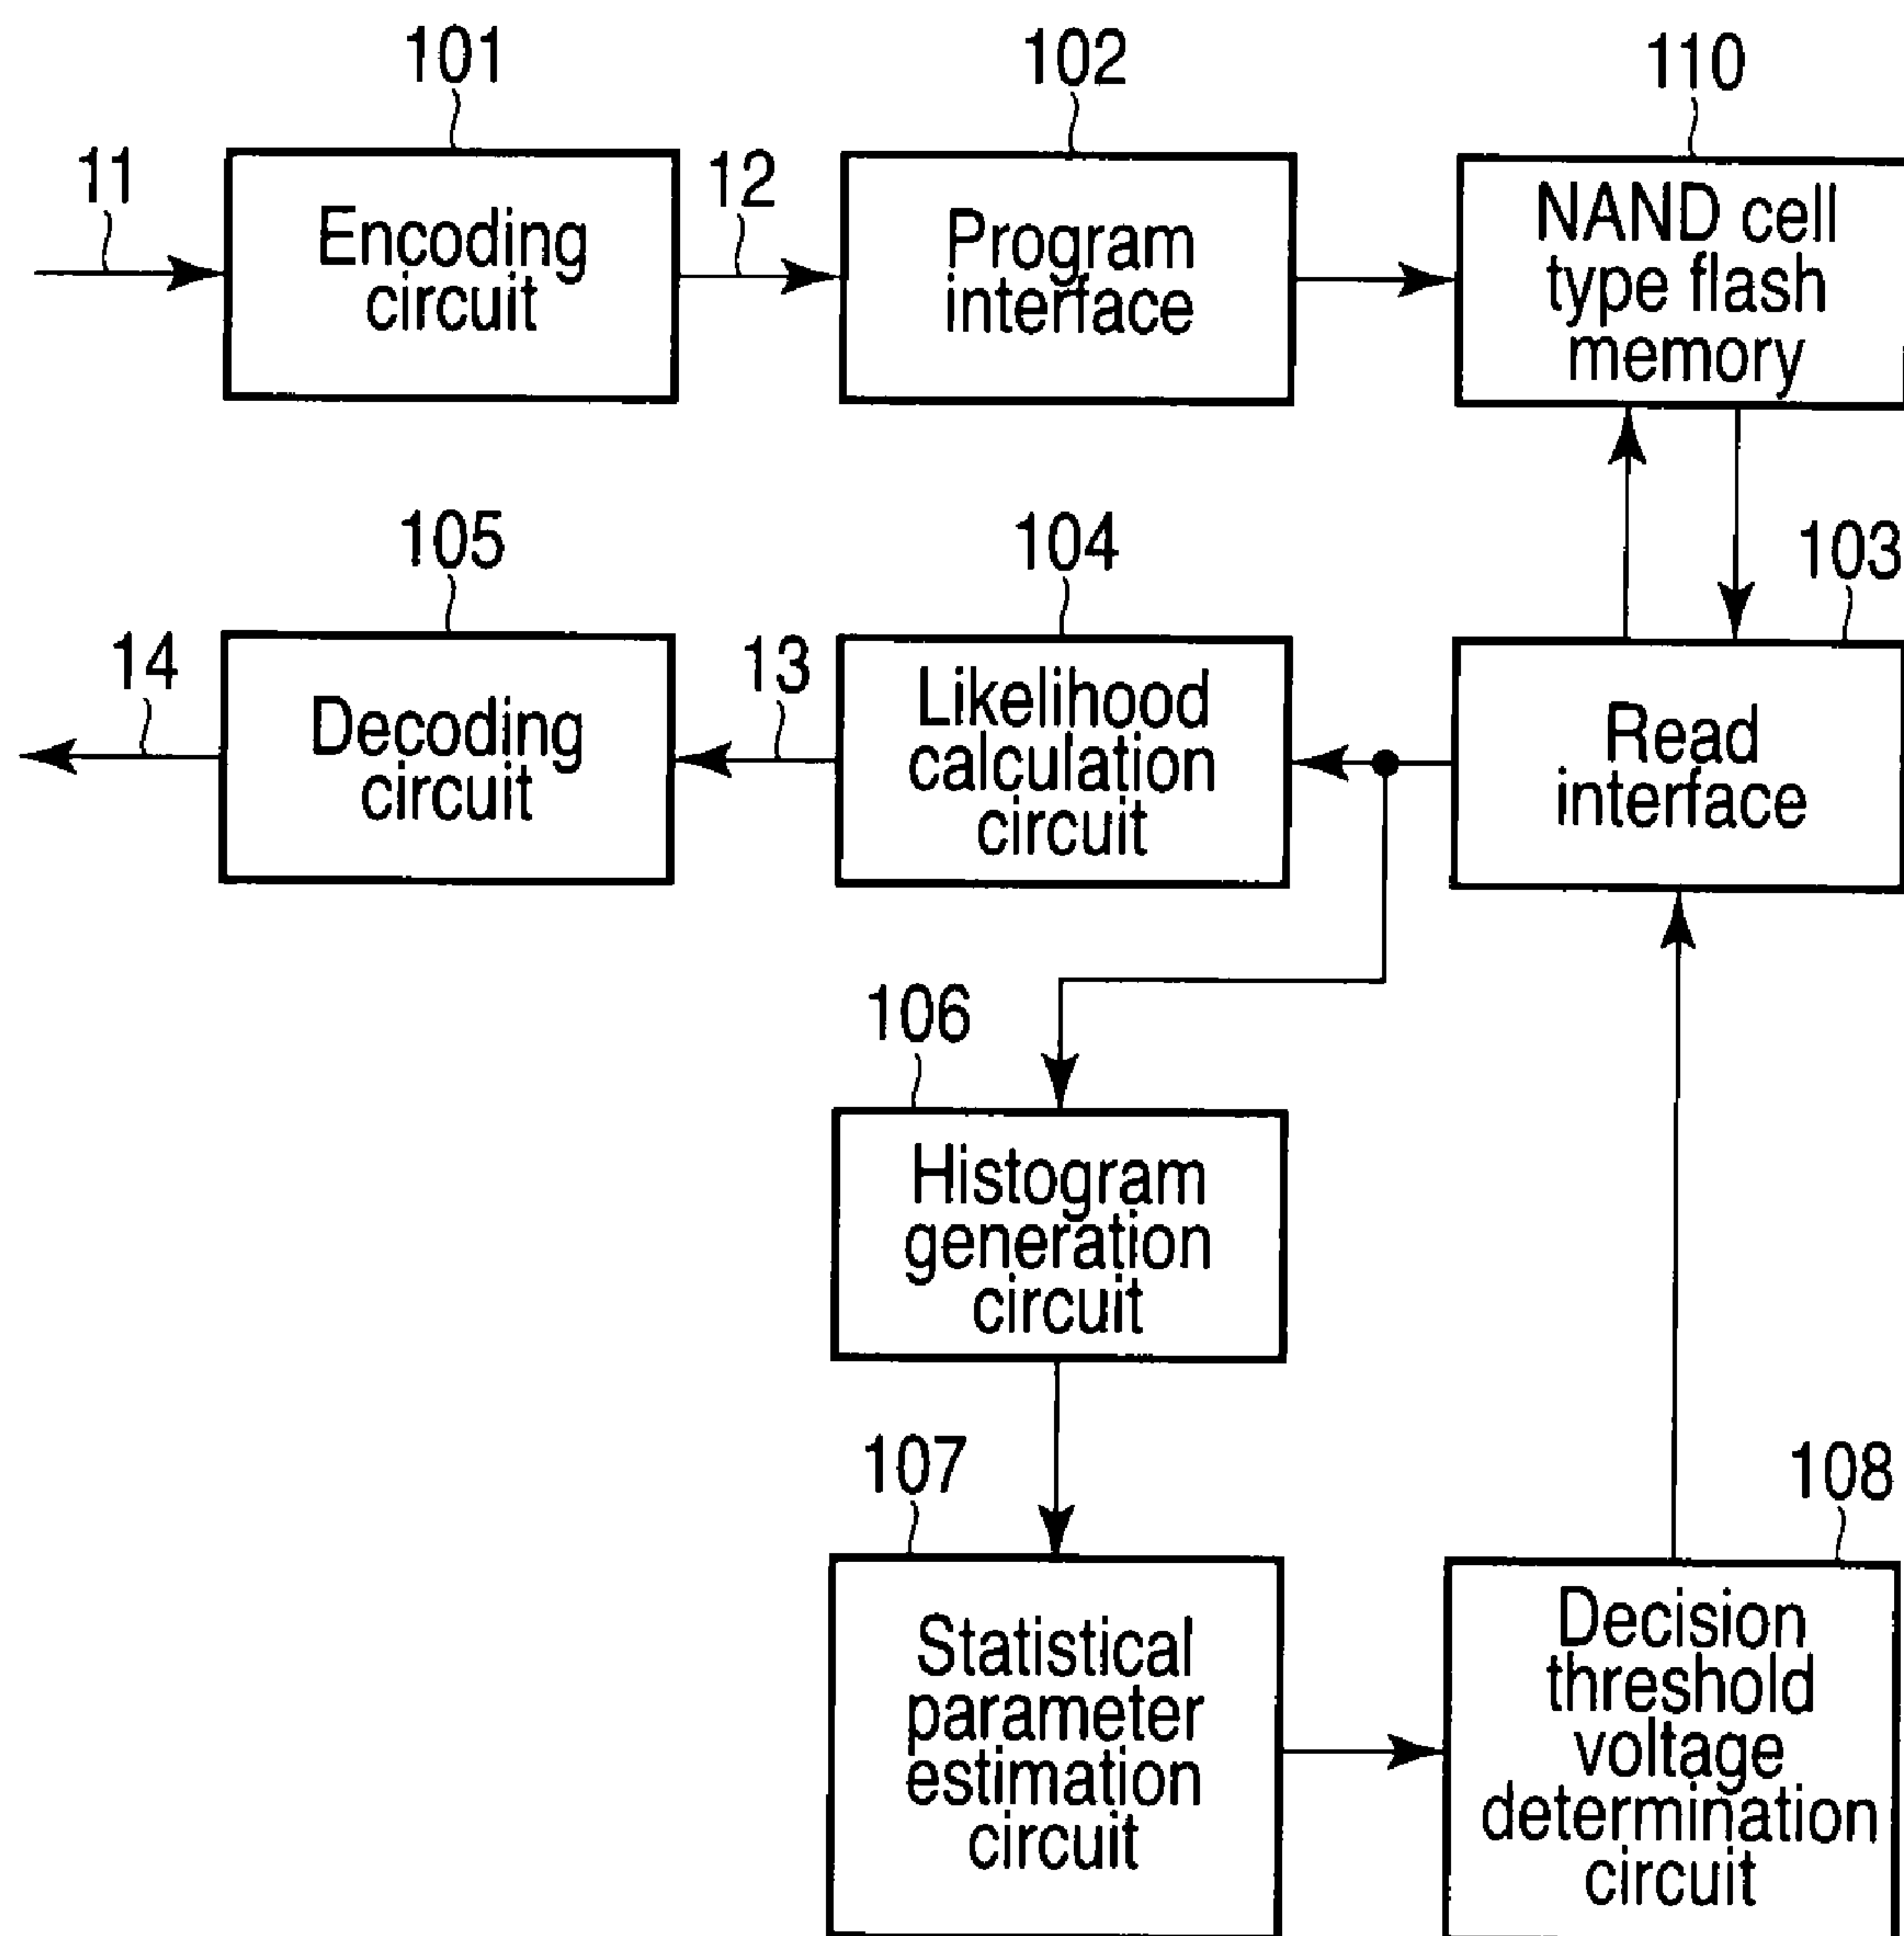 101
102
110
11
Encoding
circuit
12
Program
interface
NAND cell
type flash
memory
105
104
103
14
Decoding
circuit
13
Likelihood
calculation
circuit
Read
interface
106
Histogram
generation
circuit
107
108
Statistical
parameter
estimation
circuit
Decision
threshold
voltage
determination
circuit